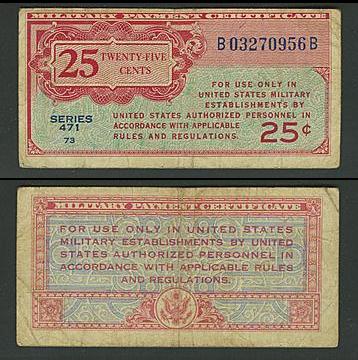 MILITARY PAYMENT CERTIFICATE
B03270956B
25 TWENTY-FIVE
CENTS
FOR USE ONLY IN
UNITED STATES MILITARY
ESTABLISHMENTS BY
UNITED STATES AUTHORIZED PERSONNEL IN
ACCORDANCE WITH APPLICABLE
RULES AND REGULATIONS.
25¢
SERIES
471
73
MILITARY PAYMENT CERTIFICATE
FOR USE ONLY IN UNITED STATES
MILITARY ESTABLISHMENTS BY UNITED
STATES AUTHORIZED PERSONNEL IN
ACCORDANCE WITH APPLICABLE RULES
AND REGULATIONS.